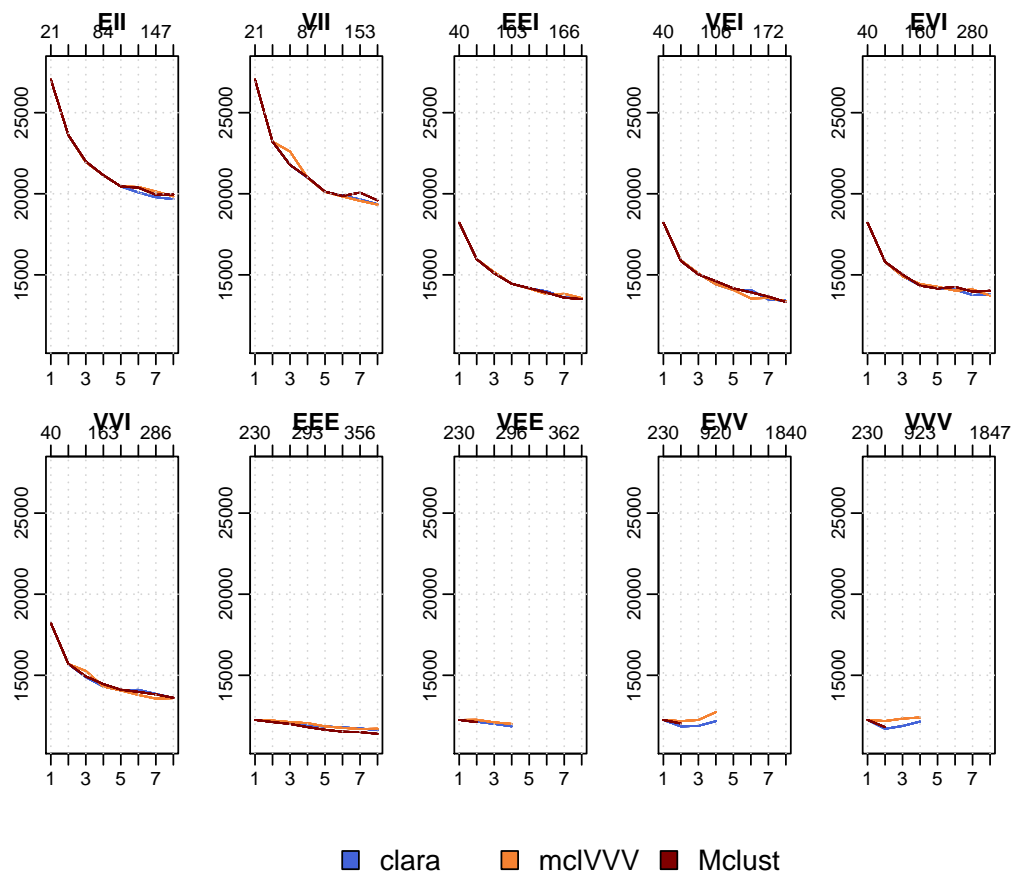 EII VII EEI VEI EVI
21 84 147 21 87 153 40 103 166 40 106 172 40 160 280
25000 25000 25000 25000 25000
20000 20000 20000 20000 20000
15000 15000 15000 15000 15000
1 3 5 7 1 3 5 7 1 3 5 7 1 3 5 7 1 3 5 7
VVI EEE VEE EVV VVV
40 163 286 230 293 356 230 296 362 230 920 1840 230 923 1847
25000 25000 25000 25000 25000
20000 20000 20000 20000 20000
15000 15000 15000 15000 15000
1 3 5 7 1 3 5 7 1 3 5 7 1 3 5 7 1 3 5 7
clara mclVVV Mclust